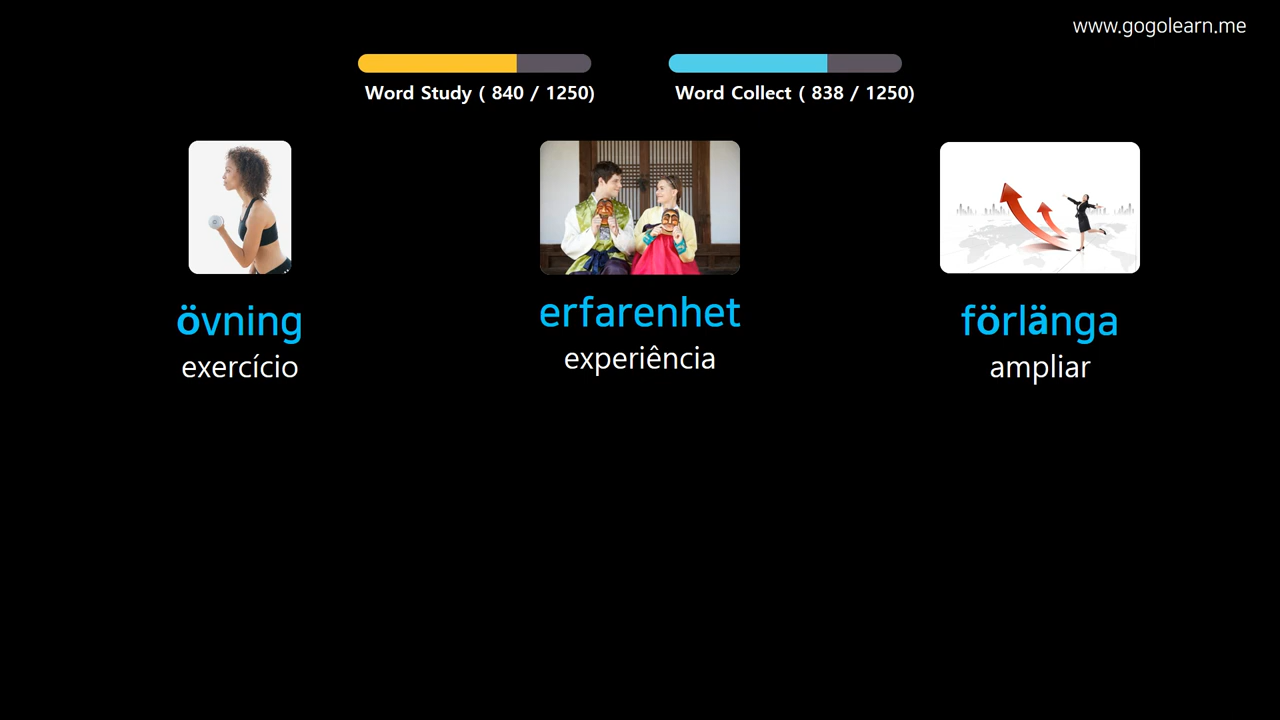 www.gogolearn.me
Word Study ( 840 / 1250)
Word Collect ( 838 / 1250)
övning
exercício
erfarenhet
experiência
förlänga
ampliar